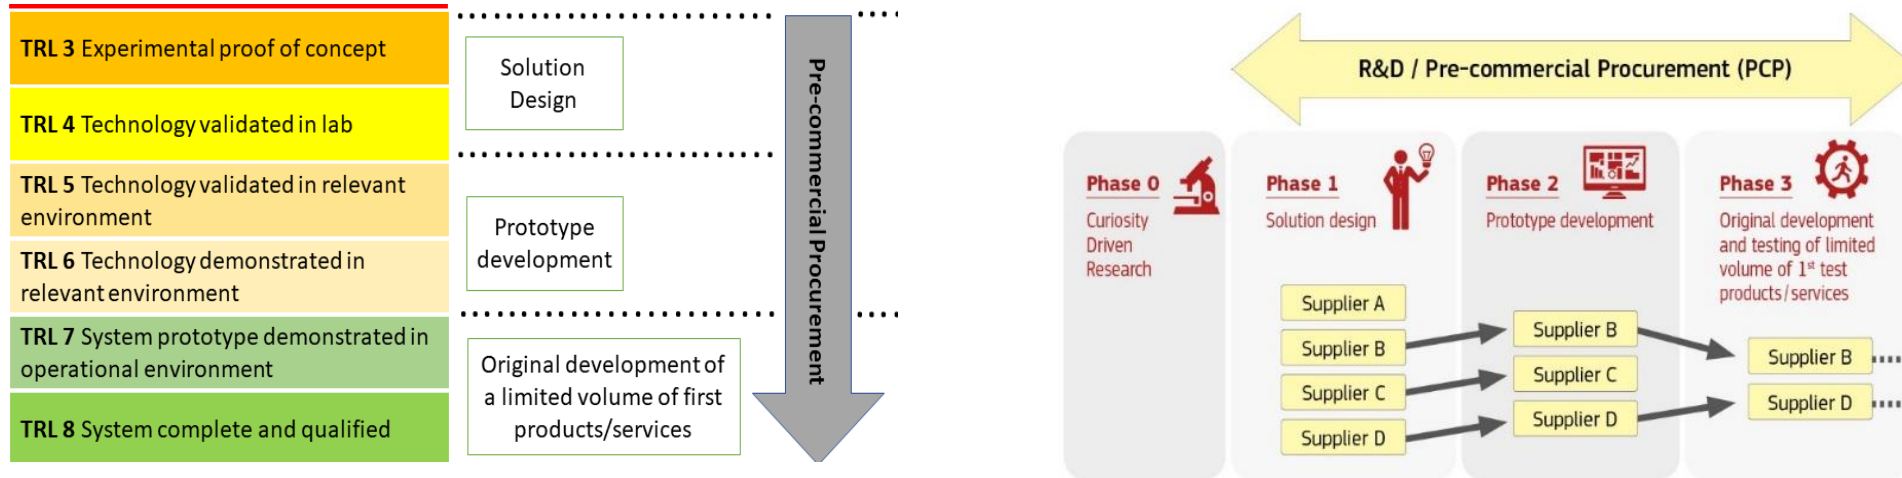 TRL 3 Experimental proof of concept
TRL 4 Technology validated in lab
TRL 5 Technology validated in relevant
environment
TRL 6 Technology demonstrated in
relevant environment
TRL 7 System prototype demonstrated in
operational environment
TRL 8 System complete and qualified
Solution
Design
Prototype
development
Original development of
a limited volume of first
products/services
Pre-commercial Procurement
R&D / Pre-commercial Procurement (PCP)
Phase 0
Curiosity
Driven
Research
Phase 1
Solution design
Supplier A
Supplier B
Supplier C
Supplier D
Phase 2
Prototype development
Supplier B
Supplier C
Supplier D
Phase 3
Original development
and testing of limited
volume of 1st test
products/services
Supplier B
Supplier D